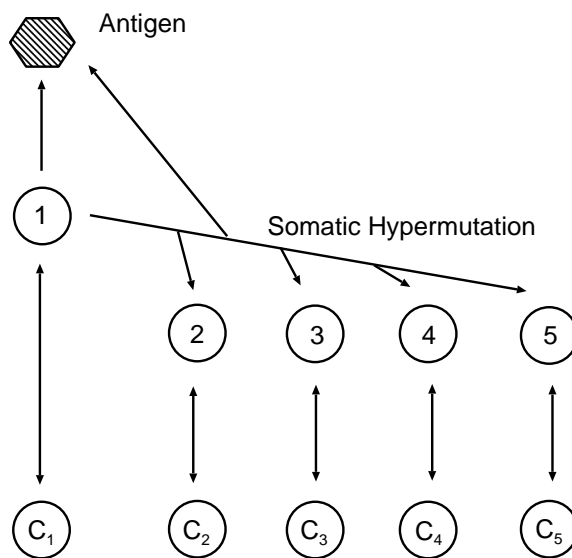 Antigen
1
Somatic Hypermutation
2 3 4 5
C₁ C₂ C₃ C₄ C₅